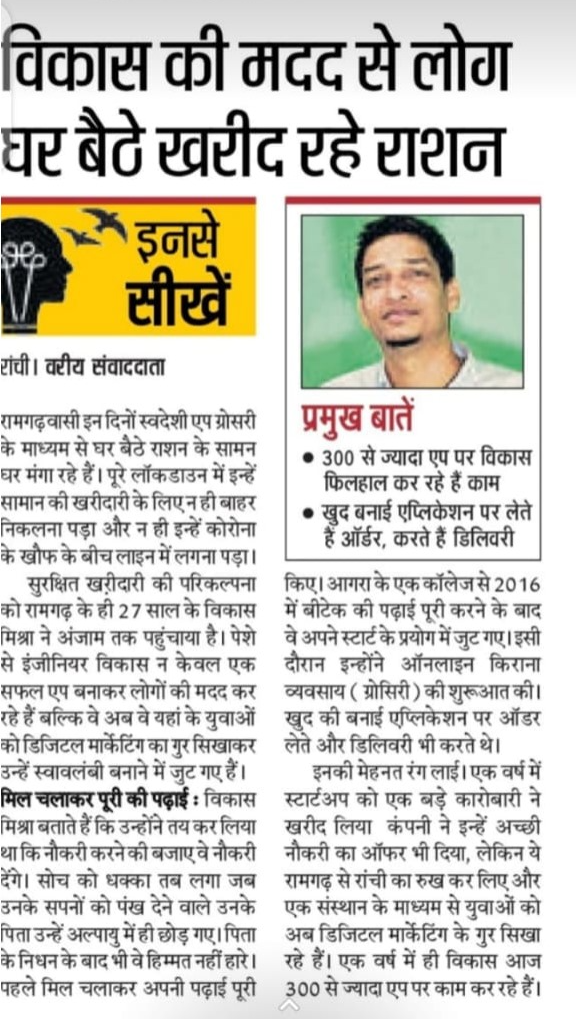 विकास की मदद से लोग
घर बैठे खरीद रहे राशन
इनसे
सीखें
रांची। वरीय संवाददाता
रामगढ़वासी इन दिनों स्वदेशी एप ग्रोसरी
के माध्यम से घर बैठे राशन के सामन
घर मंगा रहे हैं। पूरे लॉकडाउन में इन्हें
सामान की खरीदारी के लिए न ही बाहर
निकलना पड़ा और न ही इन्हें कोरोना
के खौफ के बीच लाइन में लगना पड़ा।
सुरक्षित खरीदारी की परिकल्पना
को रामगढ़ के ही 27 साल के विकास
मिश्रा ने अंजाम तक पहुंचाया है। पेशे
से इंजीनियर विकास न केवल एक
सफल एप बनाकर लोगों की मदद कर
रहे हैं बल्कि वे अब वे यहां के युवाओं
को डिजिटल मार्केटिंग का गुर सिखाकर
उन्हें स्वावलंबी बनाने में जुट गए हैं।
मिल चलाकर पूरी की पढ़ाई : विकास
मिश्रा बताते हैं कि उन्होंने तय कर लिया
था कि नौकरी करने की बजाए वे नौकरी
देंगे। सोच को धक्का तब लगा जब
उनके सपनों को पंख देने वाले उनके
पिता उन्हें अल्पायु में ही छोड़ गए। पिता
के निधन के बाद भी वे हिम्मत नहीं हारे।
पहले मिल चलाकर अपनी पढ़ाई पूरी
प्रमुख बातें
● 300 से ज्यादा एप पर विकास
फिलहाल कर रहे हैं काम
● खुद बनाई एप्लिकेशन पर लेते
हैं ऑर्डर, करते हैं डिलिवरी
किए। आगरा के एक कॉलेज से 2016
में बीटेक की पढ़ाई पूरी करने के बाद
वे अपने स्टार्ट के प्रयोग में जुट गए। इसी
दौरान इन्होंने ऑनलाइन किराना
व्यवसाय ( ग्रोसिरी ) की शुरूआत की।
खुद की बनाई एप्लिकेशन पर ऑडर
लेते और डिलिवरी भी करते थे।
इनकी मेहनत रंग लाई। एक वर्ष में
स्टार्टअप को एक बड़े कारोबारी ने
खरीद लिया कंपनी ने इन्हें अच्छी
नौकरी का ऑफर भी दिया, लेकिन ये
रामगढ़ से रांची का रुख कर लिए और
एक संस्थान के माध्यम से युवाओं को
अब डिजिटल मार्केटिंग के गुर सिखा
रहे हैं। एक वर्ष में ही विकास आज
300 से ज्यादा एप पर काम कर रहे हैं।